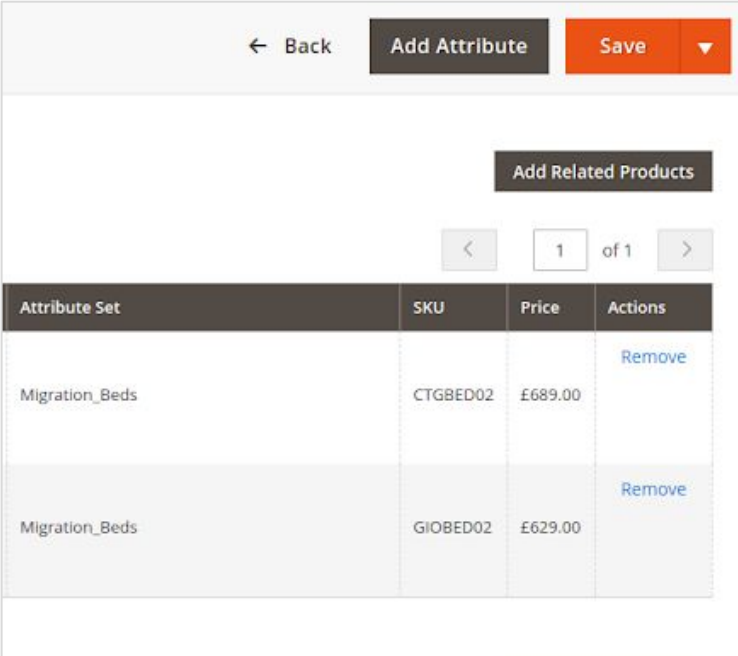 ← Back Add Attribute Save
Add Related Products
1 of 1
Attribute Set SKU Price Actions
Remove
Migration_Beds CTGBED02 £689.00
Remove
Migration_Beds GIOBED02 £629.00